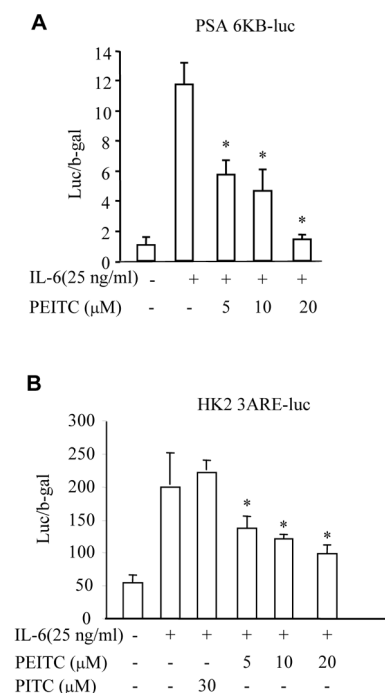 A
PSA 6KB-luc
Luc/b-gal
14
12
10
8
6
4
2
0
* * *
IL-6(25 ng/ml) - + + + +
PEITC (μM) - - 5 10 20
B
HK2 3ARE-luc
Luc/b-gal
300
250
200
150
100
50
0
* * *
IL-6(25 ng/ml) - + + + + +
PEITC (μM) - - - 5 10 20
PITC (μM) - - 30 - - -